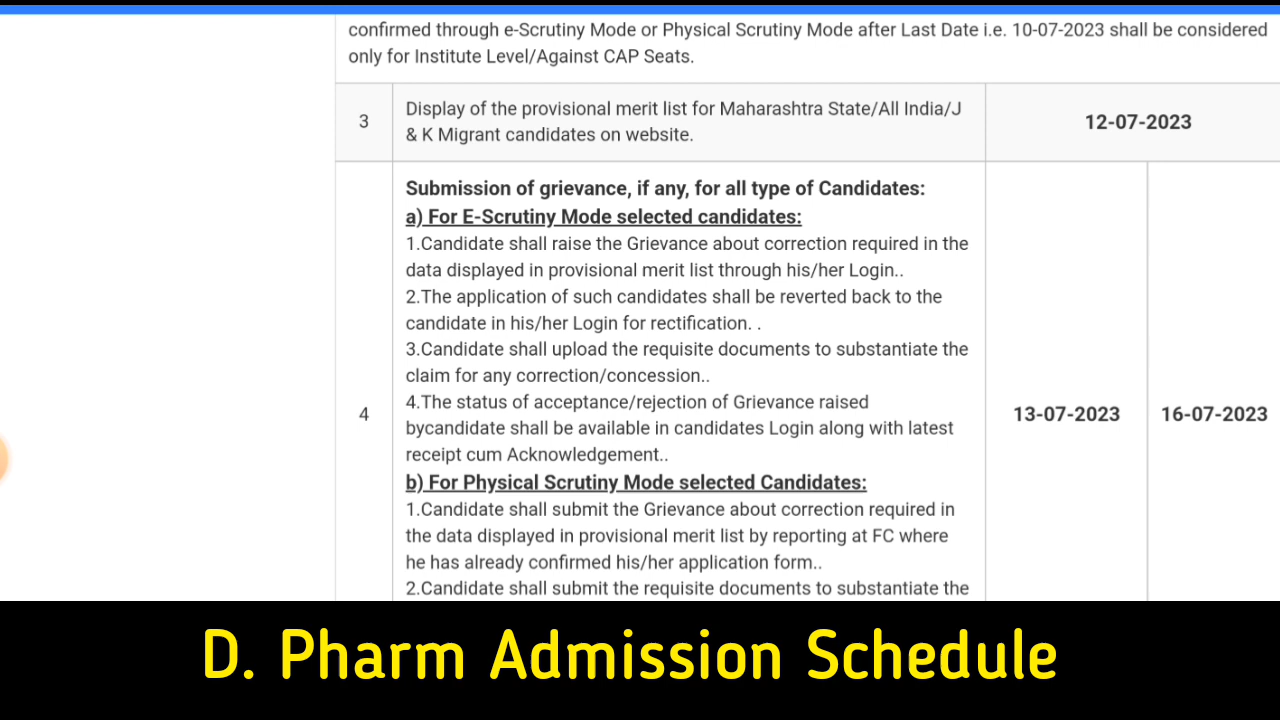 confirmed through e-Scrutiny Mode or Physical Scrutiny Mode after Last Date i.e. 10-07-2023 shall be considered
only for Institute Level/Against CAP Seats.
3
Display of the provisional merit list for Maharashtra State/All India/J
& K Migrant candidates on website.
12-07-2023
4
Submission of grievance, if any, for all type of Candidates:
a) For E-Scrutiny Mode selected candidates:
1.Candidate shall raise the Grievance about correction required in the
data displayed in provisional merit list through his/her Login..
2.The application of such candidates shall be reverted back to the
candidate in his/her Login for rectification. .
3.Candidate shall upload the requisite documents to substantiate the
claim for any correction/concession..
4.The status of acceptance/rejection of Grievance raised
bycandidate shall be available in candidates Login along with latest
receipt cum Acknowledgement..
b) For Physical Scrutiny Mode selected Candidates:
1.Candidate shall submit the Grievance about correction required in
the data displayed in provisional merit list by reporting at FC where
he has already confirmed his/her application form..
2.Candidate shall submit the requisite documents to substantiate the
13-07-2023
16-07-2023
D. Pharm Admission Schedule